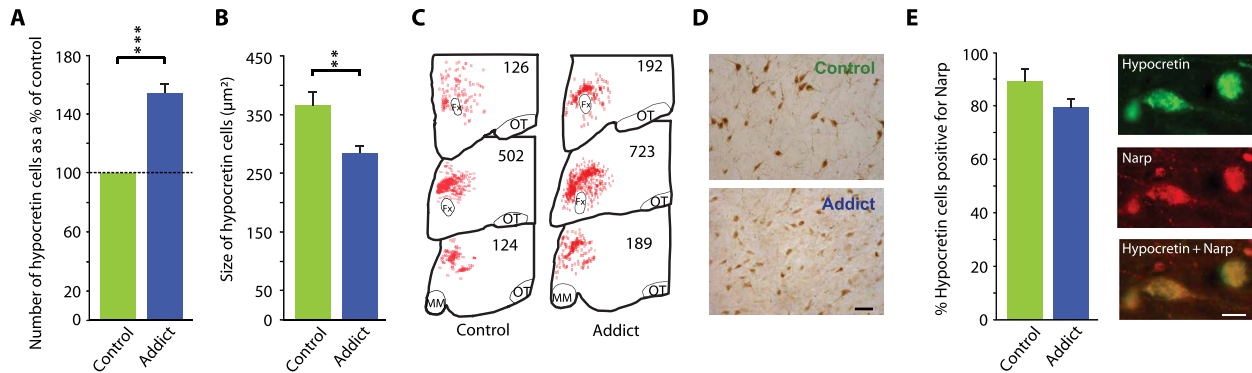 A
Number of hypocretin cells as a % of control
180
140
100
60
20
0
Control
Addict
***
B
Size of hypocretin cells (μm²)
450
350
250
150
50
0
Control
Addict
**
C
126
Fx
OT
502
Fx
OT
124
MM
OT
Control
192
Fx
OT
723
Fx
OT
189
MM
OT
Addict
D
Control
Addict
E
% Hypocretin cells positive for Narp
100
80
60
40
20
0
Control
Addict
Hypocretin
Narp
Hypocretin + Narp